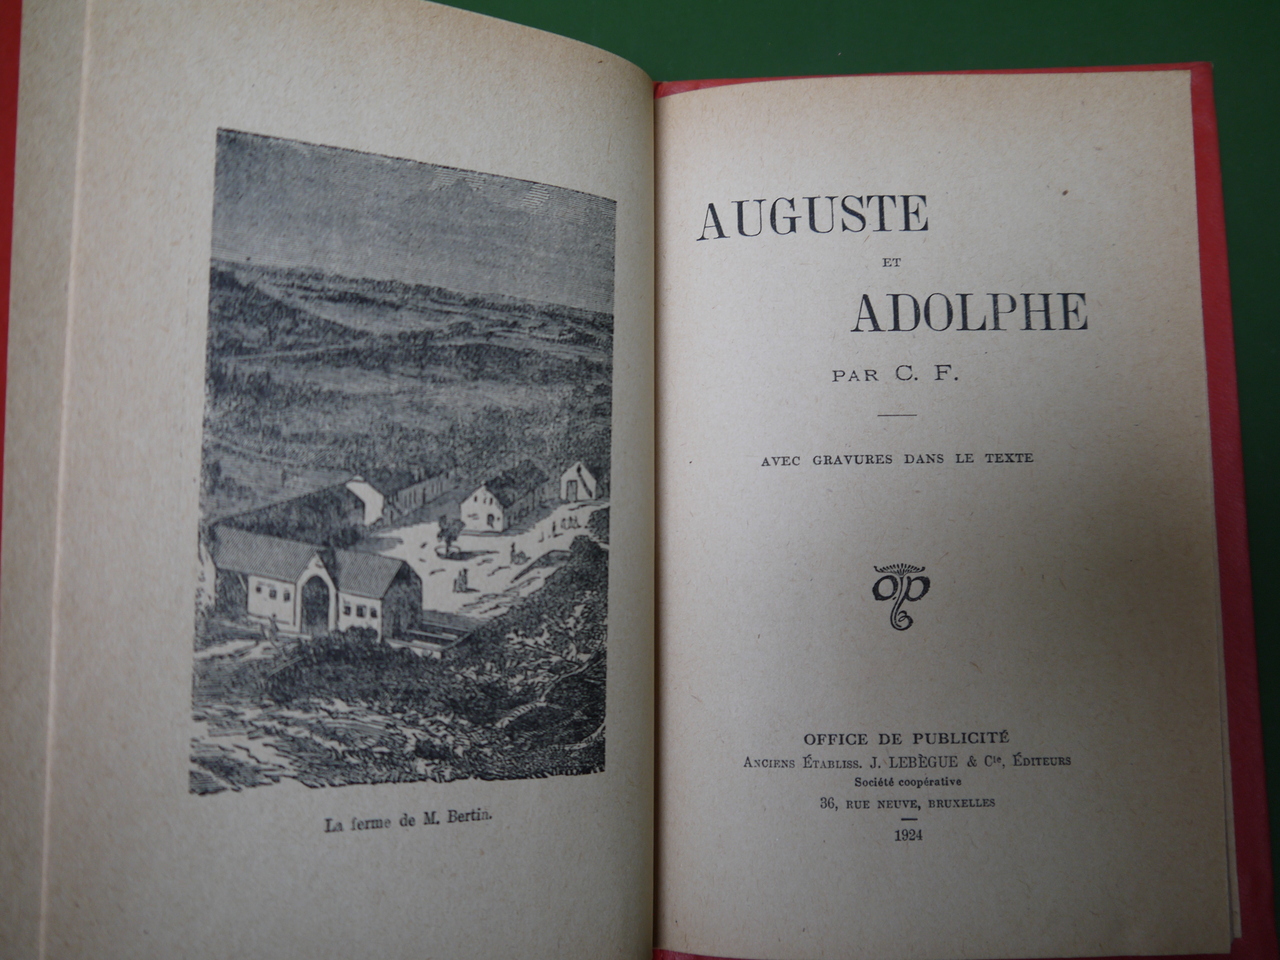 La ferme de M. Bertin.
AUGUSTE
ET
ADOLPHE
PAR C. F.
AVEC GRAVURES DANS LE TEXTE
OP
OFFICE DE PUBLICITÉ
ANCIENS ÉTABLISS. J. LEBÈGUE & Cie, ÉDITEURS
Société coopérative
36, RUE NEUVE, BRUXELLES
1924